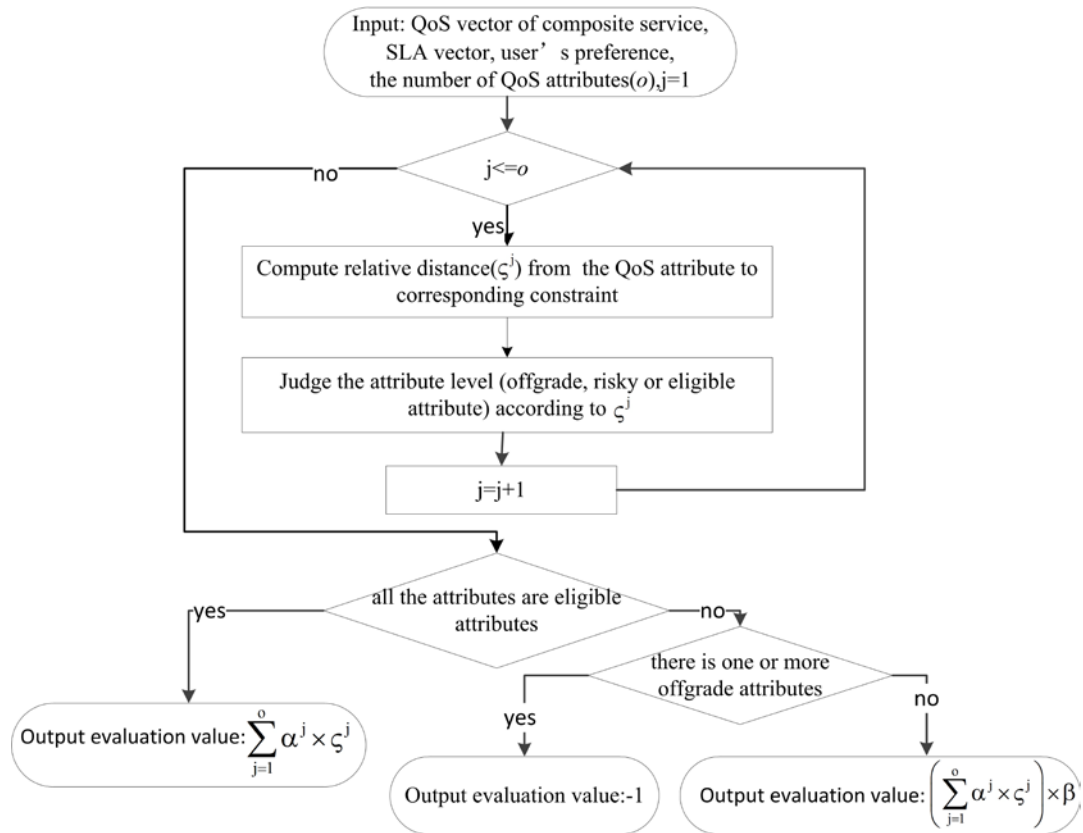 Input: QoS vector of composite service,
SLA vector, user’s preference,
the number of QoS attributes(o),j=1
j<=o
no
yes
Compute relative distance(ς^j) from the QoS attribute to
corresponding constraint
Judge the attribute level (offgrade, risky or eligible
attribute) according to ς^j
j=j+1
all the attributes are eligible
attributes
yes
no
there is one or more
offgrade attributes
yes
no
Output evaluation value: ∑_{j=1}^{o} α^j × ς^j
Output evaluation value:-1
Output evaluation value: (∑_{j=1}^{o} α^j × ς^j) × β